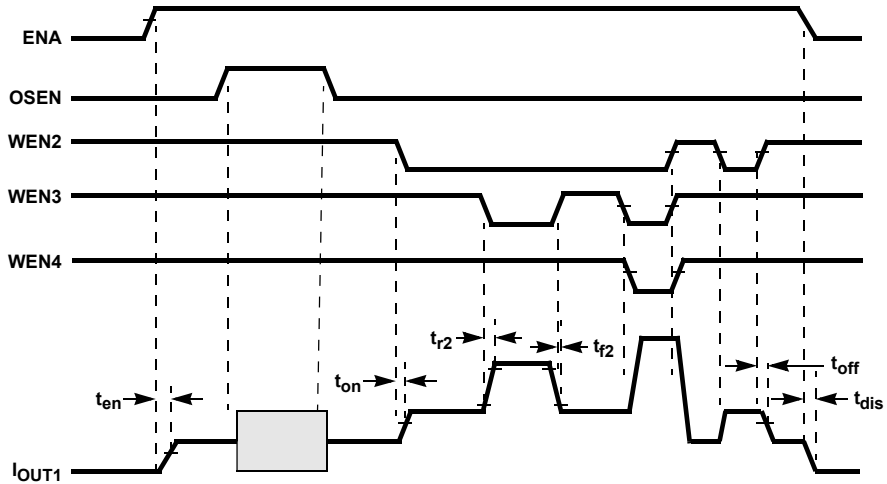 ENA
OSEN
WEN2
WEN3
WEN4
tr2
tf2
ton
toff
ten
tdis
IOUT1